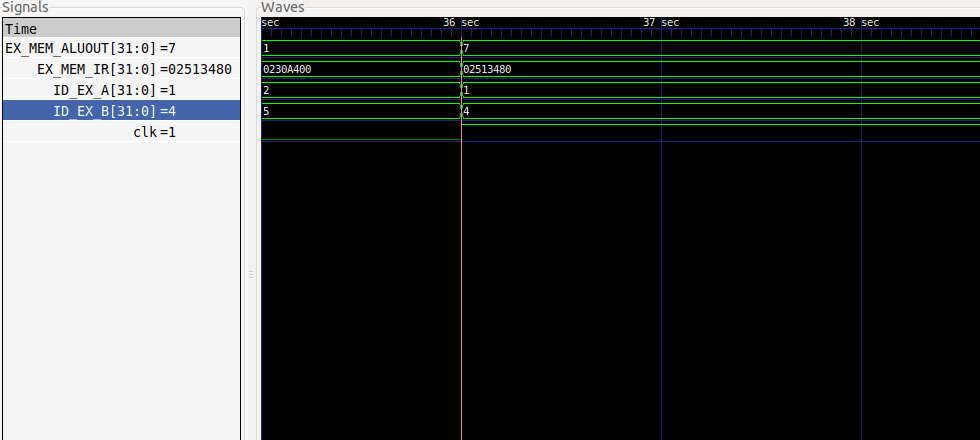 Signals
Waves
Time
sec 36 sec 37 sec 38 sec
EX_MEM_ALUOUT[31:0] =7 1 7
EX_MEM_IR[31:0] =02513480 0230A400 02513480
ID_EX_A[31:0] =1 2 1
ID_EX_B[31:0] =4 5 4
clk =1